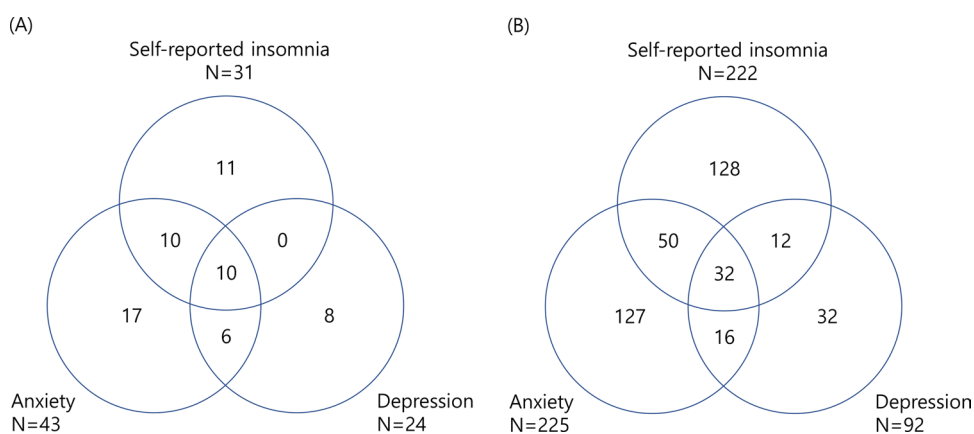 (A)
Self-reported insomnia
N=31
11
10
0
10
17
6
8
Anxiety
N=43
Depression
N=24
(B)
Self-reported insomnia
N=222
128
50
12
32
127
16
32
Anxiety
N=225
Depression
N=92